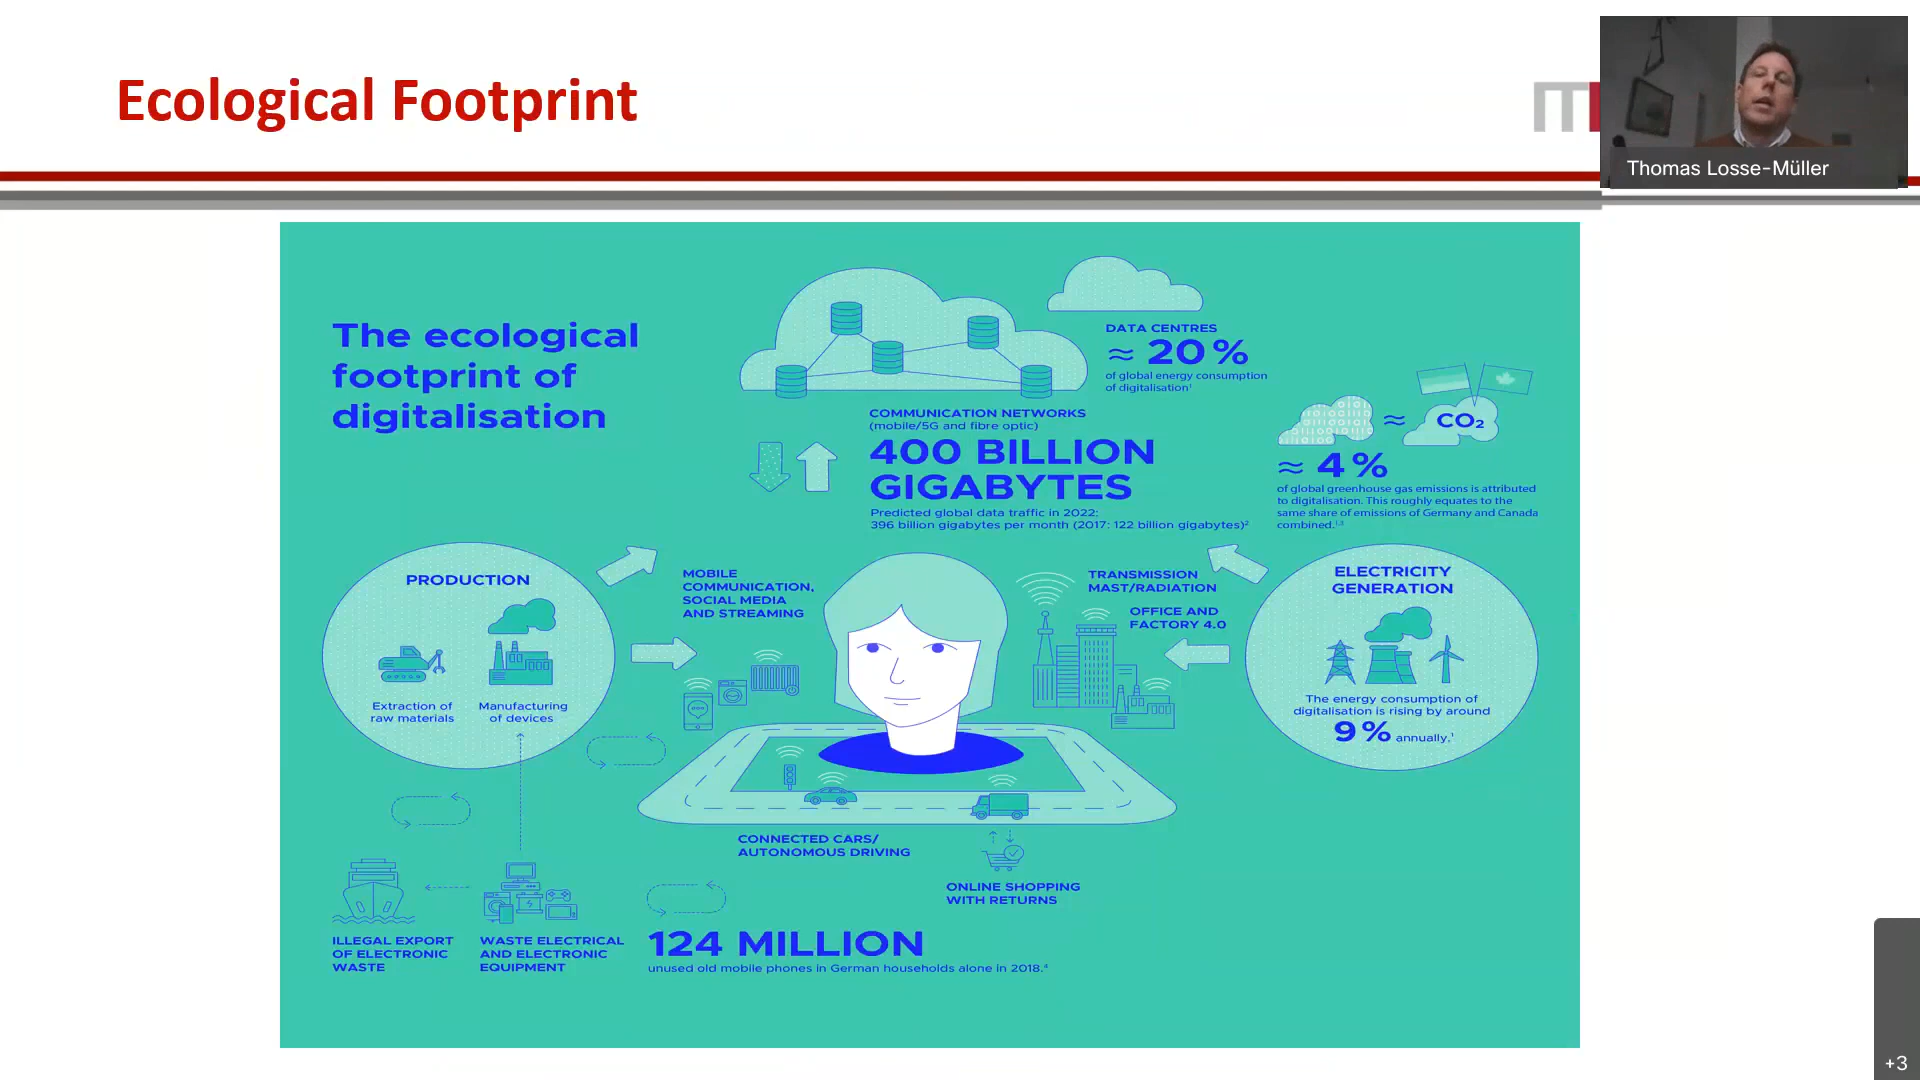 Ecological Footprint
Thomas Losse-Müller
The ecological
footprint of
digitalisation
DATA CENTRES
≈ 20 %
of global energy consumption
of digitalisation¹
COMMUNICATION NETWORKS
(mobile/5G and fibre optic)
400 BILLION
GIGABYTES
Predicted global data traffic in 2022:
396 billion gigabytes per month (2017: 122 billion gigabytes)²
≈ CO₂
≈ 4 %
of global greenhouse gas emissions is attributed
to digitalisation. This roughly equates to the
same share of emissions of Germany and Canada
combined.¹,³
PRODUCTION
Extraction of
raw materials
Manufacturing
of devices
MOBILE
COMMUNICATION,
SOCIAL MEDIA
AND STREAMING
TRANSMISSION
MAST/RADIATION
OFFICE AND
FACTORY 4.0
ELECTRICITY
GENERATION
The energy consumption of
digitalisation is rising by around
9 % annually.¹
CONNECTED CARS/
AUTONOMOUS DRIVING
ONLINE SHOPPING
WITH RETURNS
ILLEGAL EXPORT
OF ELECTRONIC
WASTE
WASTE ELECTRICAL
AND ELECTRONIC
EQUIPMENT
124 MILLION
unused old mobile phones in German households alone in 2018.⁴
+3